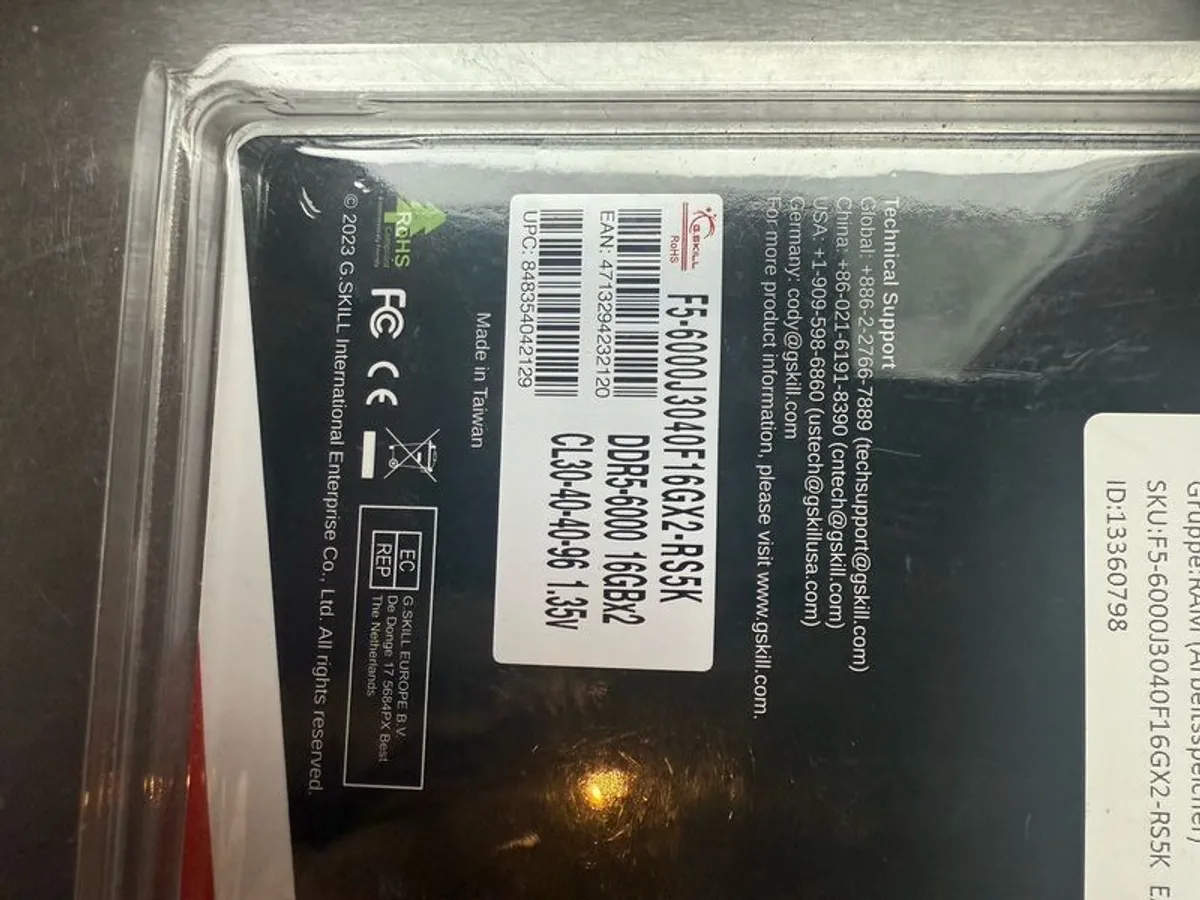 Gruppe:RAM (Arbeitsspeicher)
SKU:F5-6000J3040F16GX2-RS5K
ID:13360798
Technical Support
Global: +886-2-2766-7889 (techsupport@gskill.com)
China: +86-021-6191-8390 (cntech@gskill.com)
USA: +1-909-598-6860 (ustech@gskillusa.com)
Germany: cody@gskill.com
For more product information, please visit www.gskill.com.
G.SKILL
RoHS
F5-6000J3040F16GX2-RS5K
EAN: 4713294232120
DDR5-6000 16GBx2
UPC: 848354042129
CL30-40-40-96 1.35v
Made in Taiwan
RoHS
Compliant
FC CE
EC
REP
G.SKILL EUROPE B.V.
De Donge 17 5684PX Best
The Netherlands
© 2023 G.SKILL International Enterprise Co., Ltd. All rights reserved.